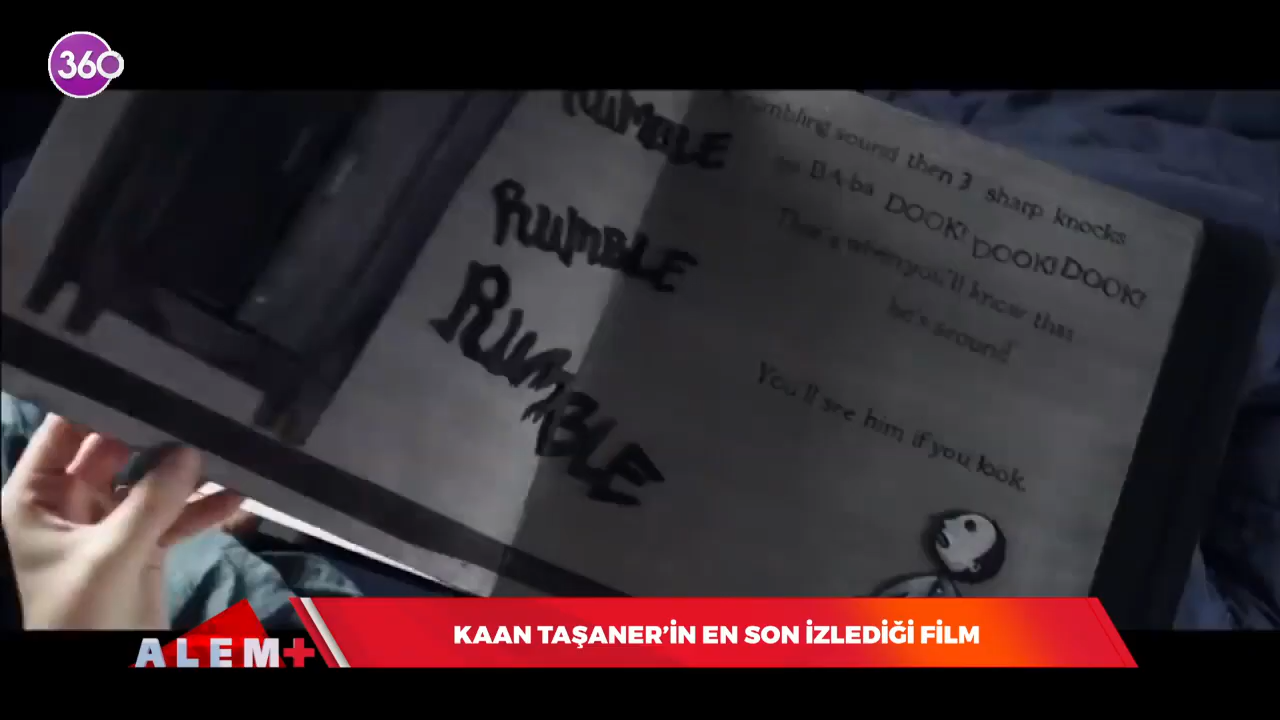 360
RUMBLE
RUMBLE
RUMBLE
sound then 3 sharp knocks
BA-ba DOOK! DOOK! DOOK!
That's when you'll know that
he's around
You'll see him if you look.
ALEM+
KAAN TAŞANER'İN EN SON İZLEDİĞİ FİLM